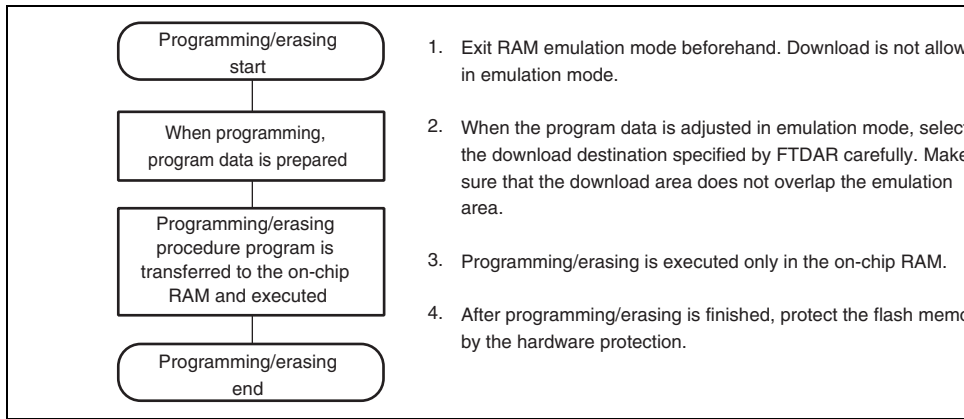 Programming/erasing
start
When programming,
program data is prepared
Programming/erasing
procedure program is
transferred to the on-chip
RAM and executed
Programming/erasing
end
1. Exit RAM emulation mode beforehand. Download is not allow
in emulation mode.
2. When the program data is adjusted in emulation mode, select
the download destination specified by FTDAR carefully. Make
sure that the download area does not overlap the emulation
area.
3. Programming/erasing is executed only in the on-chip RAM.
4. After programming/erasing is finished, protect the flash memo
by the hardware protection.